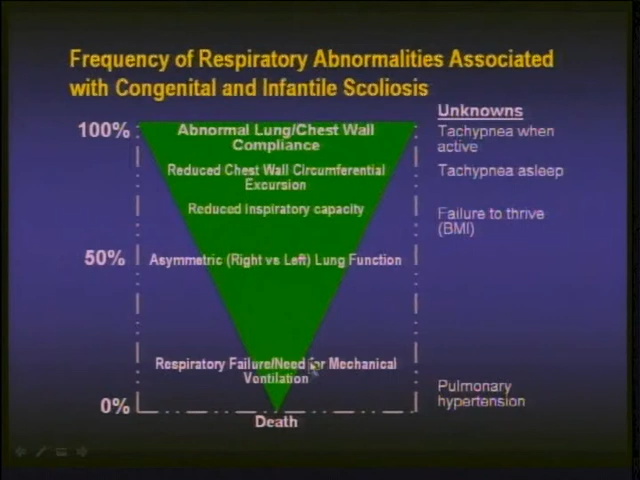 Frequency of Respiratory Abnormalities Associated
with Congenital and Infantile Scoliosis
Unknowns
100%
Abnormal Lung/Chest Wall
Compliance
Tachypnea when
active
Reduced Chest Wall Circumferential
Excursion
Tachypnea asleep
Reduced inspiratory capacity
Failure to thrive
(BMI)
50%
Asymmetric (Right vs Left) Lung Function
Respiratory Failure/Need for Mechanical
Ventilation
Pulmonary
hypertension
0%
Death